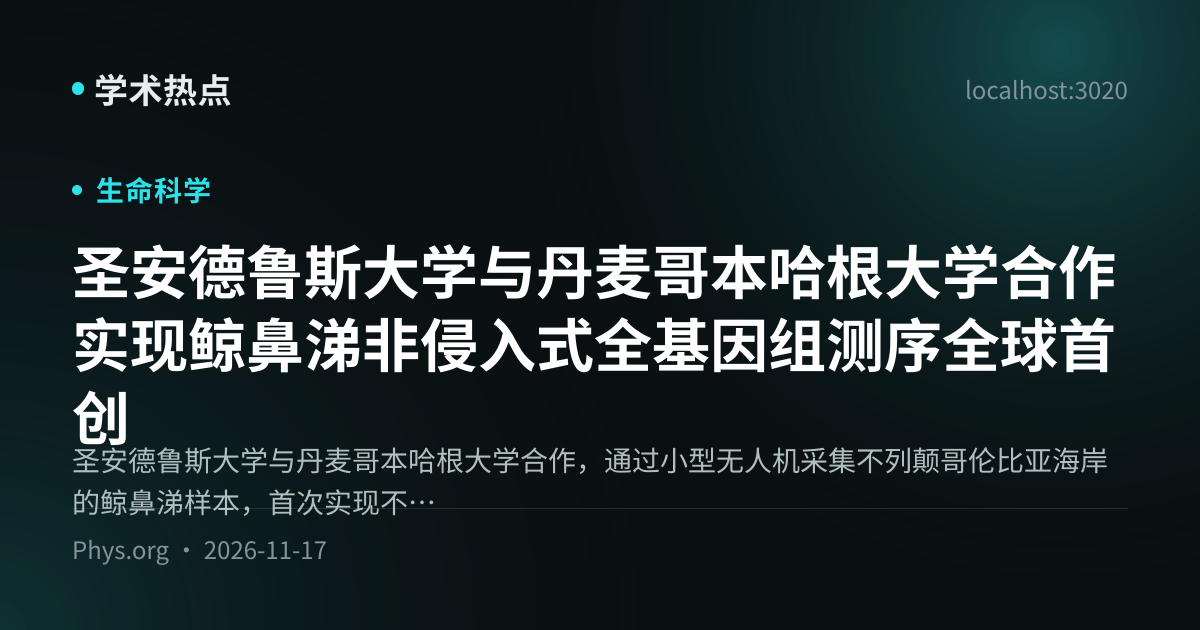 学术热点
localhost:3020
生命科学
圣安德鲁斯大学与丹麦哥本哈根大学合作
实现鲸鼻涕非侵入式全基因组测序全球首
创
圣安德鲁斯大学与丹麦哥本哈根大学合作，通过小型无人机采集不列颠哥伦比亚海岸
的鲸鼻涕样本，首次实现不…
Phys.org · 2026-11-17